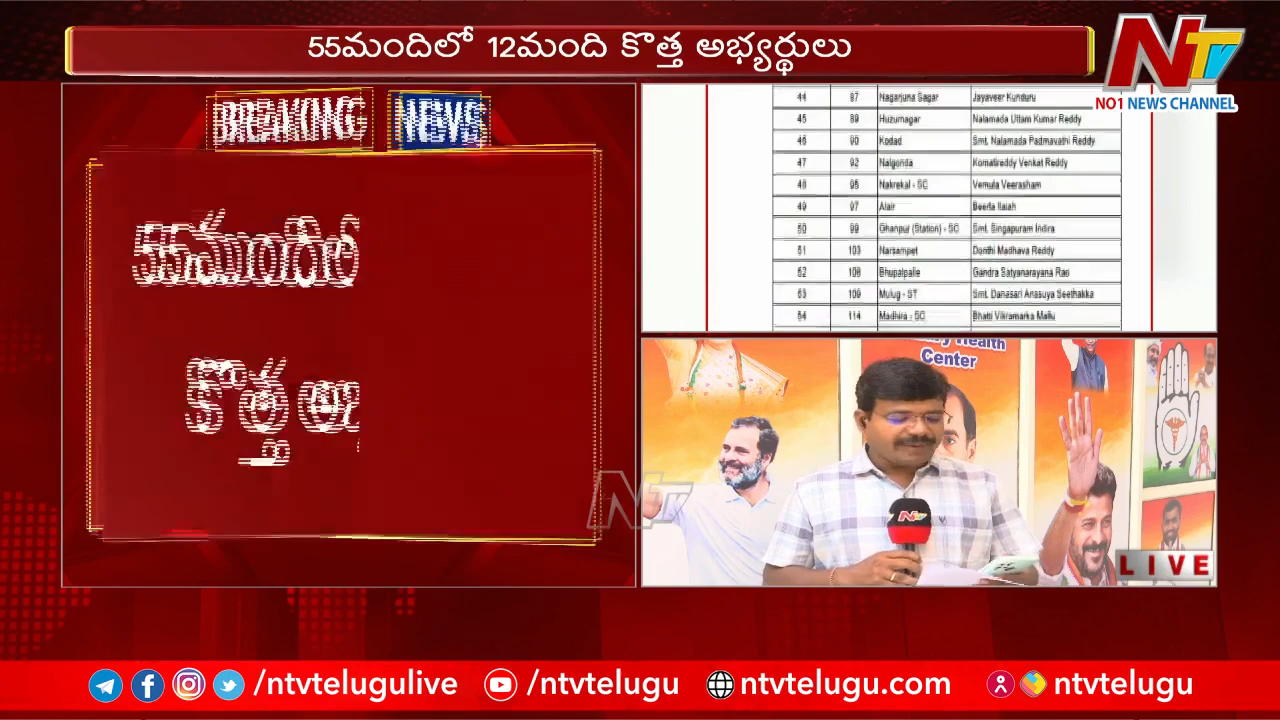 55మందిలో 12మంది కొత్త అభ్యర్థులు
NTV
NO1 NEWS CHANNEL
BREAKING NEWS
55మందిలో
కొత్త
44 87 Nagarjuna Sagar Jayaveer Kunduru
45 89 Huzurnagar Nalamada Uttam Kumar Reddy
46 90 Kodad Smt. Nalamada Padmavathi Reddy
47 92 Nalgonda Komatireddy Venkat Reddy
48 95 Nakrekal - SC Vemula Veerasham
49 97 Alair Beerla Ilaiah
50 99 Ghanpur (Station) - SC Smt. Singapuram Indira
51 103 Narsampet Donthi Madhava Reddy
52 108 Bhupalpalle Gandra Satyanarayana Rao
53 109 Mulug - ST Smt. Danasari Anasuya Seethakka
54 114 Madhira - SC Bhatti Vikramarka Mallu
Health
Center
NTV
NTV
LIVE
/ntvtelugulive /ntvtelugu ntvtelugu.com ntvtelugu